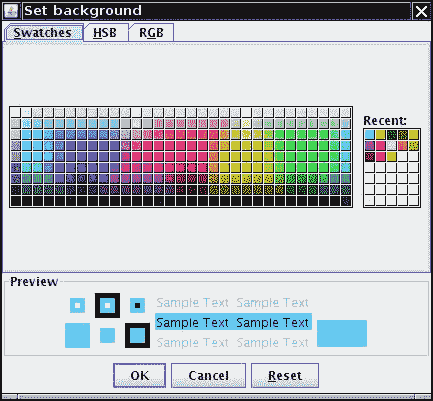 Set background
Swatches HSB RGB
Recent:
Preview
Sample Text Sample Text
Sample Text Sample Text
Sample Text Sample Text
OK Cancel Reset